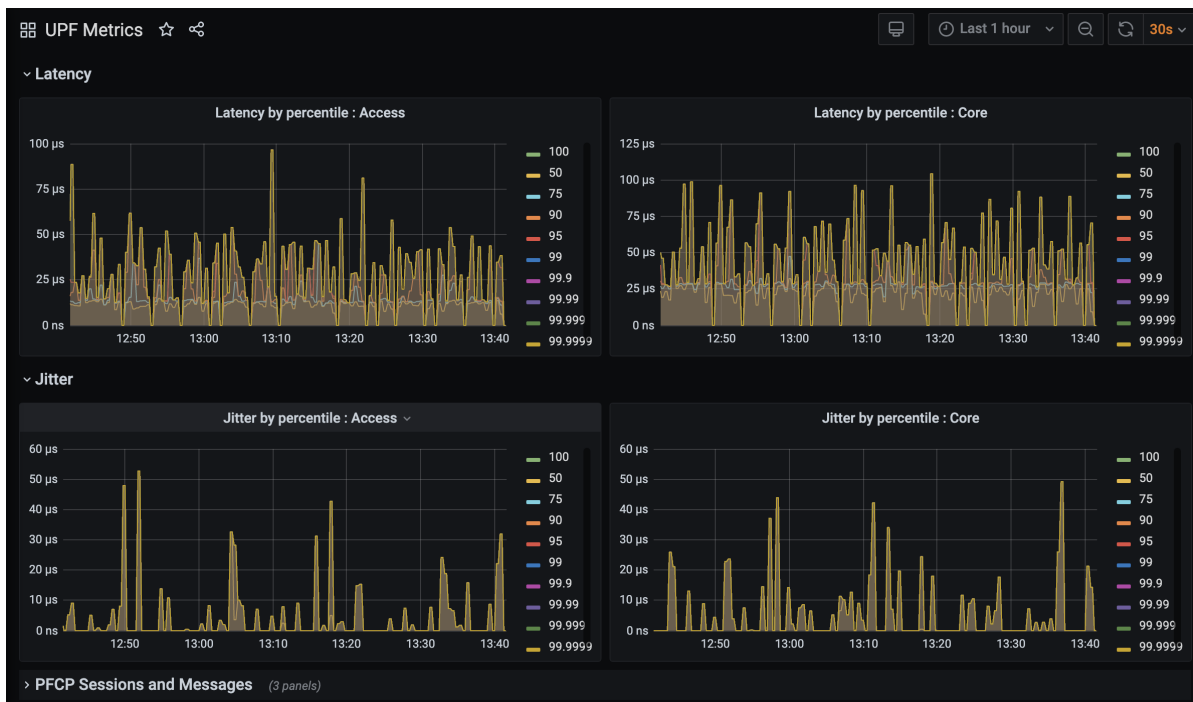 UPF Metrics
Last 1 hour
30s
Latency
Latency by percentile : Access
100 µs
75 µs
50 µs
25 µs
0 ns
12:50 13:00 13:10 13:20 13:30 13:40
100
50
75
90
95
99
99.9
99.99
99.999
99.9999
Latency by percentile : Core
125 µs
100 µs
75 µs
50 µs
25 µs
0 ns
12:50 13:00 13:10 13:20 13:30 13:40
100
50
75
90
95
99
99.9
99.99
99.999
99.9999
Jitter
Jitter by percentile : Access
60 µs
50 µs
40 µs
30 µs
20 µs
10 µs
0 ns
12:50 13:00 13:10 13:20 13:30 13:40
100
50
75
90
95
99
99.9
99.99
99.999
99.9999
Jitter by percentile : Core
60 µs
50 µs
40 µs
30 µs
20 µs
10 µs
0 ns
12:50 13:00 13:10 13:20 13:30 13:40
100
50
75
90
95
99
99.9
99.99
99.999
99.9999
PFCP Sessions and Messages (3 panels)